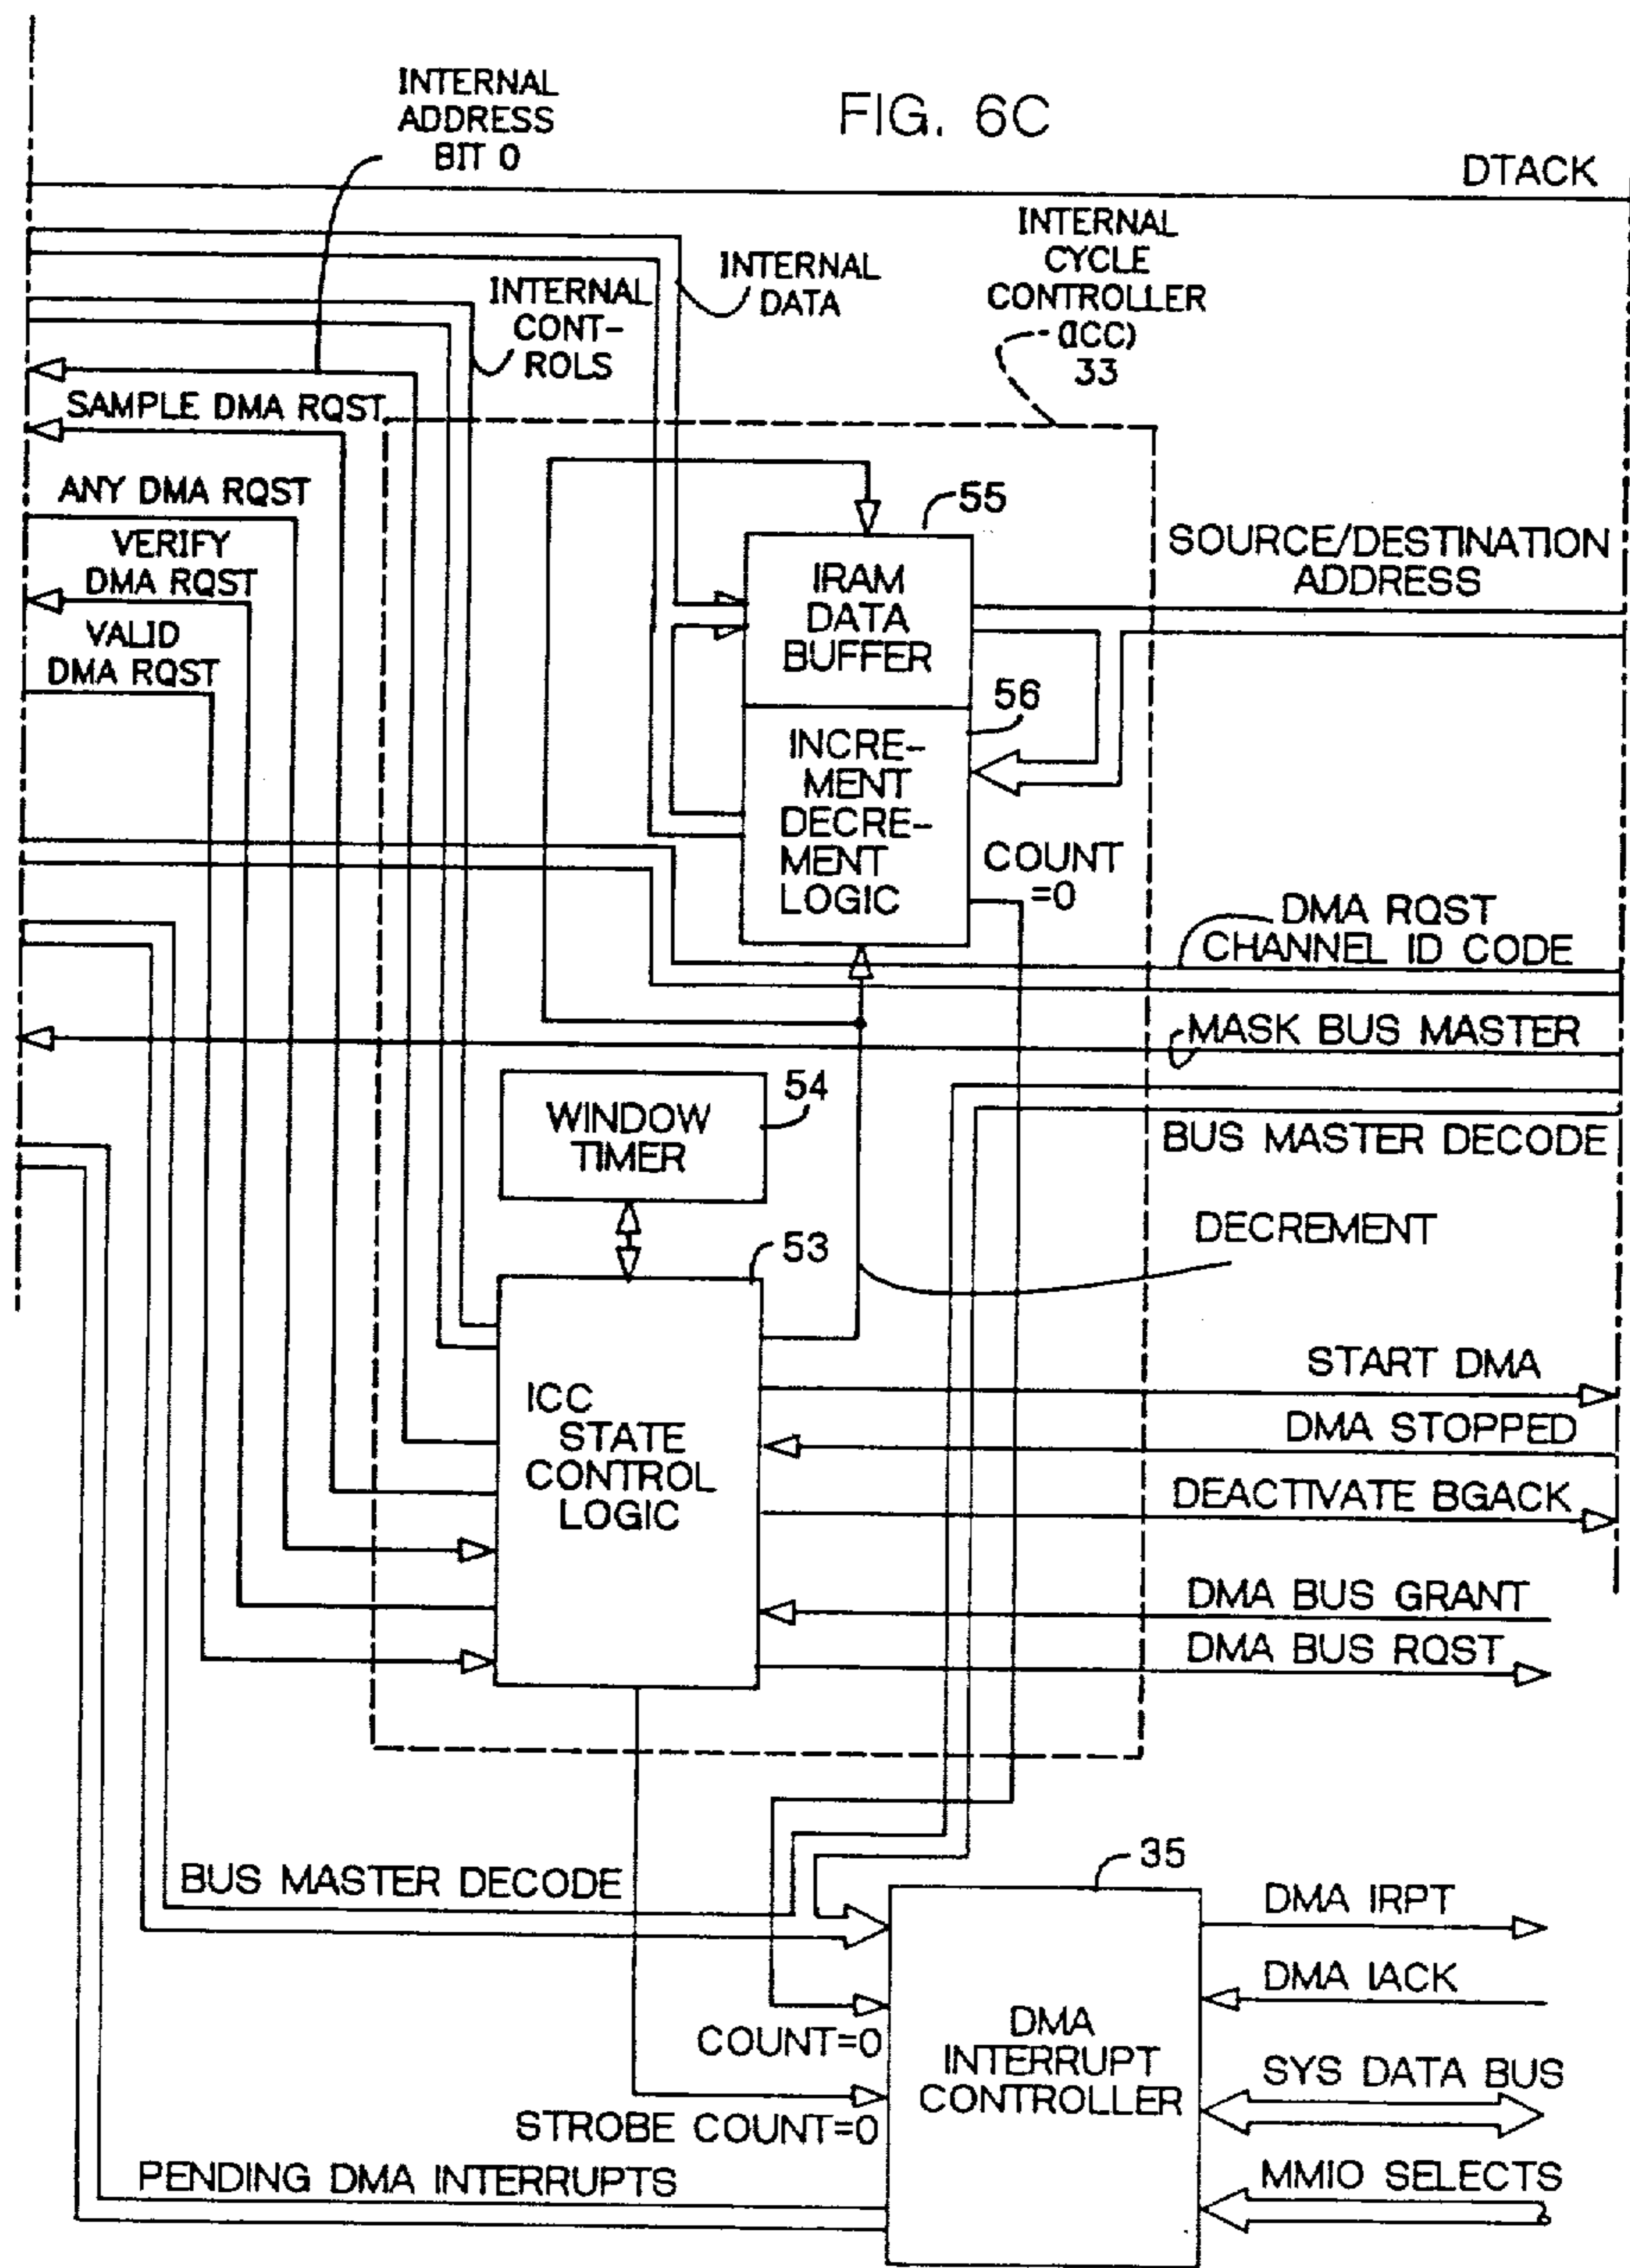 FIG. 6C
INTERNAL
ADDRESS
BIT 0
DTACK
INTERNAL
CYCLE
CONTROLLER
(ICC)
33
INTERNAL
DATA
INTERNAL
CONT-
ROLS
SAMPLE DMA RQST
ANY DMA RQST
VERIFY
DMA RQST
VALID
DMA RQST
55
IRAM
DATA
BUFFER
SOURCE/DESTINATION
ADDRESS
56
INCRE-
MENT
DECRE-
MENT
LOGIC
COUNT
=0
DMA RQST
CHANNEL ID CODE
MASK BUS MASTER
54
WINDOW
TIMER
BUS MASTER DECODE
DECREMENT
53
ICC
STATE
CONTROL
LOGIC
START DMA
DMA STOPPED
DEACTIVATE BGACK
DMA BUS GRANT
DMA BUS RQST
BUS MASTER DECODE
35
DMA
INTERRUPT
CONTROLLER
DMA IRPT
DMA IACK
COUNT=0
SYS DATA BUS
STROBE COUNT=0
MMIO SELECTS
PENDING DMA INTERRUPTS